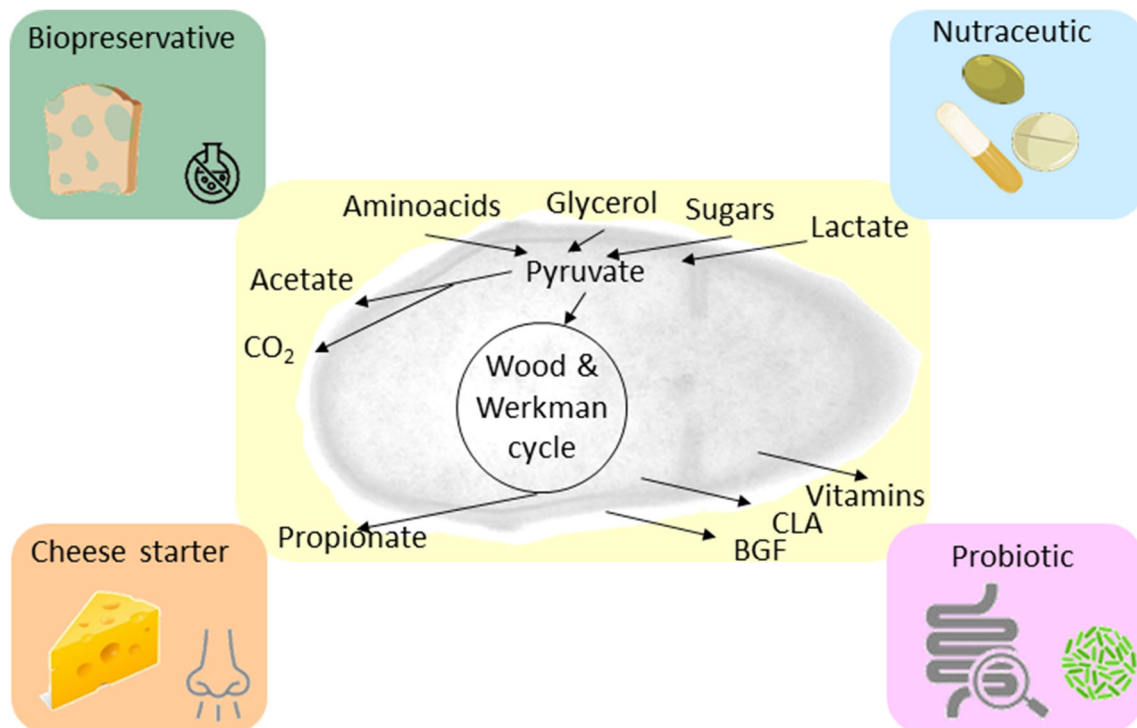 Biopreservative
Nutraceutic
Aminoacids
Glycerol
Sugars
Lactate
Acetate
Pyruvate
CO₂
Wood &
Werkman
cycle
Vitamins
CLA
BGF
Propionate
Cheese starter
Probiotic